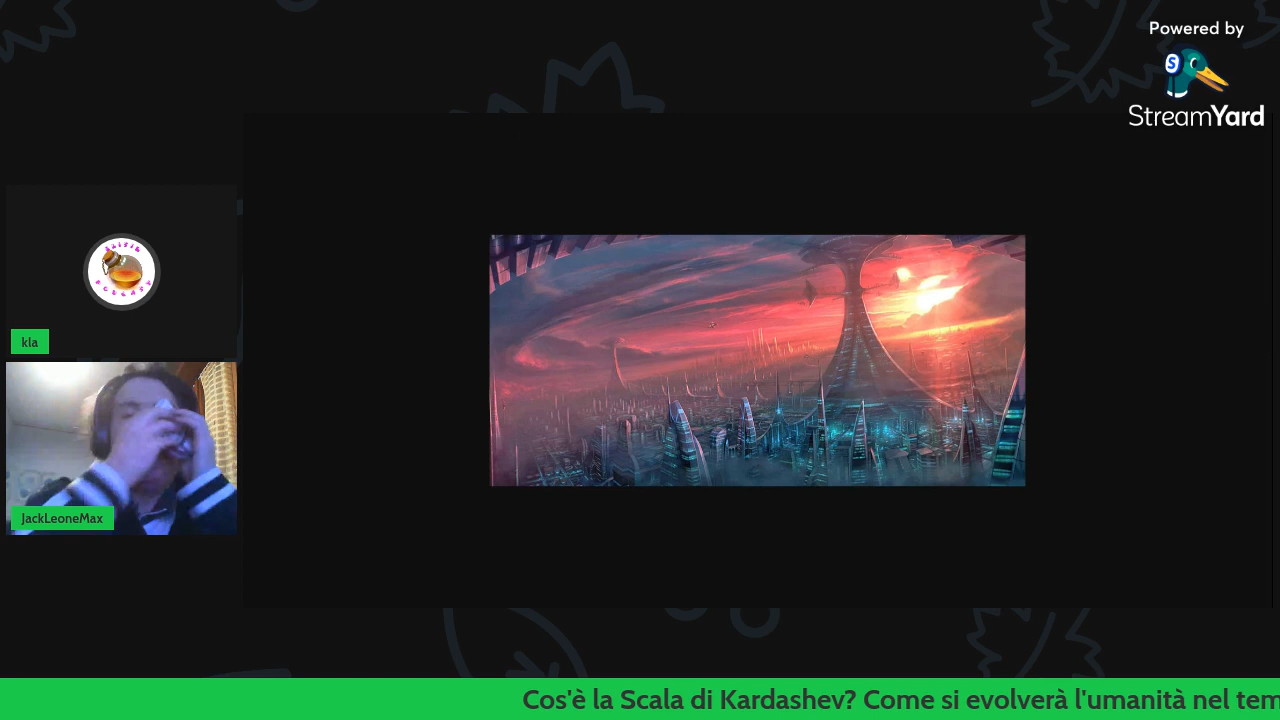 Powered by
StreamYard
kla
JackLeoneMax
Cos'è la Scala di Kardashev? Come si evolverà l'umanità nel tem